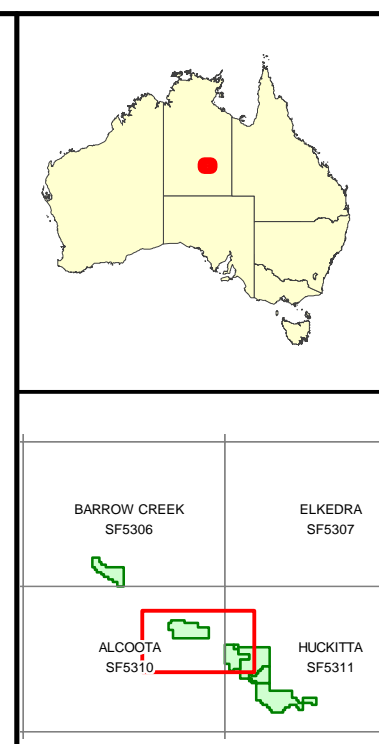 BARROW CREEK
SF5306
ELKEDRA
SF5307
ALCOOTA
SF5310
HUCKITTA
SF5311